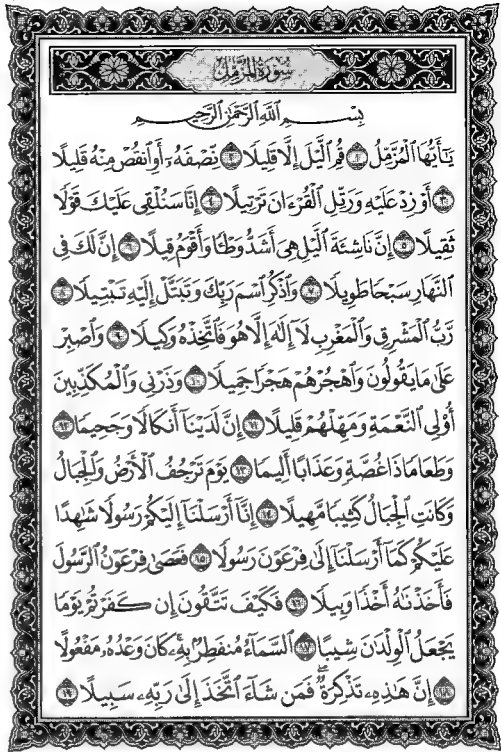 سُورَةُ المُزَّمِّلِ
بِسْمِ اللَّهِ الرَّحْمَٰنِ الرَّحِيمِ
يَٰٓأَيُّهَا ٱلْمُزَّمِّلُ ١ قُمِ ٱلَّيْلَ إِلَّا قَلِيلًا ٢ نِّصْفَهُۥٓ أَوِ ٱنقُصْ مِنْهُ قَلِيلًا
٣ أَوْ زِدْ عَلَيْهِ وَرَتِّلِ ٱلْقُرْءَانَ تَرْتِيلًا ٤ إِنَّا سَنُلْقِى عَلَيْكَ قَوْلًا
ثَقِيلًا ٥ إِنَّ نَاشِئَةَ ٱلَّيْلِ هِىَ أَشَدُّ وَطْـًٔا وَأَقْوَمُ قِيلًا ٦ إِنَّ لَكَ فِى
ٱلنَّهَارِ سَبْحًا طَوِيلًا ٧ وَٱذْكُرِ ٱسْمَ رَبِّكَ وَتَبَتَّلْ إِلَيْهِ تَبْتِيلًا ٨
رَّبُّ ٱلْمَشْرِقِ وَٱلْمَغْرِبِ لَآ إِلَٰهَ إِلَّا هُوَ فَٱتَّخِذْهُ وَكِيلًا ٩ وَٱصْبِرْ
عَلَىٰ مَا يَقُولُونَ وَٱهْجُرْهُمْ هَجْرًا جَمِيلًا ١٠ وَذَرْنِى وَٱلْمُكَذِّبِينَ
أُو۟لِى ٱلنَّعْمَةِ وَمَهِّلْهُمْ قَلِيلًا ١١ إِنَّ لَدَيْنَآ أَنكَالًا وَجَحِيمًا ١٢
وَطَعَامًا ذَا غُصَّةٍ وَعَذَابًا أَلِيمًا ١٣ يَوْمَ تَرْجُفُ ٱلْأَرْضُ وَٱلْجِبَالُ
وَكَانَتِ ٱلْجِبَالُ كَثِيبًا مَّهِيلًا ١٤ إِنَّآ أَرْسَلْنَآ إِلَيْكُمْ رَسُولًا شَٰهِدًا
عَلَيْكُمْ كَمَآ أَرْسَلْنَآ إِلَىٰ فِرْعَوْنَ رَسُولًا ١٥ فَعَصَىٰ فِرْعَوْنُ ٱلرَّسُولَ
فَأَخَذْنَٰهُ أَخْذًا وَبِيلًا ١٦ فَكَيْفَ تَتَّقُونَ إِن كَفَرْتُمْ يَوْمًا
يَجْعَلُ ٱلْوِلْدَٰنَ شِيبًا ١٧ ٱلسَّمَآءُ مُنفَطِرٌۢ بِهِۦ ۚ كَانَ وَعْدُهُۥ مَفْعُولًا
١٨ إِنَّ هَٰذِهِۦ تَذْكِرَةٌ ۖ فَمَن شَآءَ ٱتَّخَذَ إِلَىٰ رَبِّهِۦ سَبِيلًا ١٩